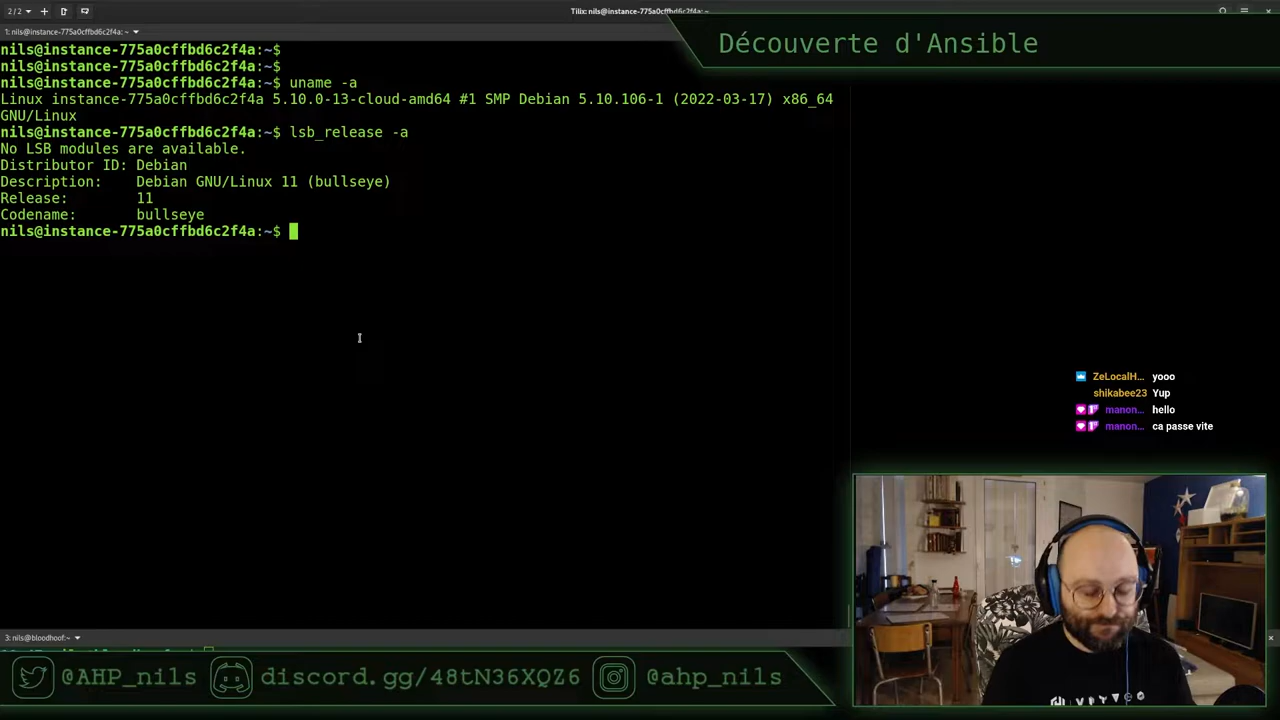 2/2
Tilix: nils@instance-775a0cffbd6c2f4a: ~
1: nils@instance-775a0cffbd6c2f4a: ~
Découverte d'Ansible
nils@instance-775a0cffbd6c2f4a:~$
nils@instance-775a0cffbd6c2f4a:~$
nils@instance-775a0cffbd6c2f4a:~$ uname -a
Linux instance-775a0cffbd6c2f4a 5.10.0-13-cloud-amd64 #1 SMP Debian 5.10.106-1 (2022-03-17) x86_64
GNU/Linux
nils@instance-775a0cffbd6c2f4a:~$ lsb_release -a
No LSB modules are available.
Distributor ID: Debian
Description:    Debian GNU/Linux 11 (bullseye)
Release:        11
Codename:       bullseye
nils@instance-775a0cffbd6c2f4a:~$
ZeLocalH... yooo
shikabee23 Yup
manon... hello
manon... ca passe vite
3: nils@bloodhoof:~
@AHP_nils
discord.gg/48tN36XQZ6
@ahp_nils